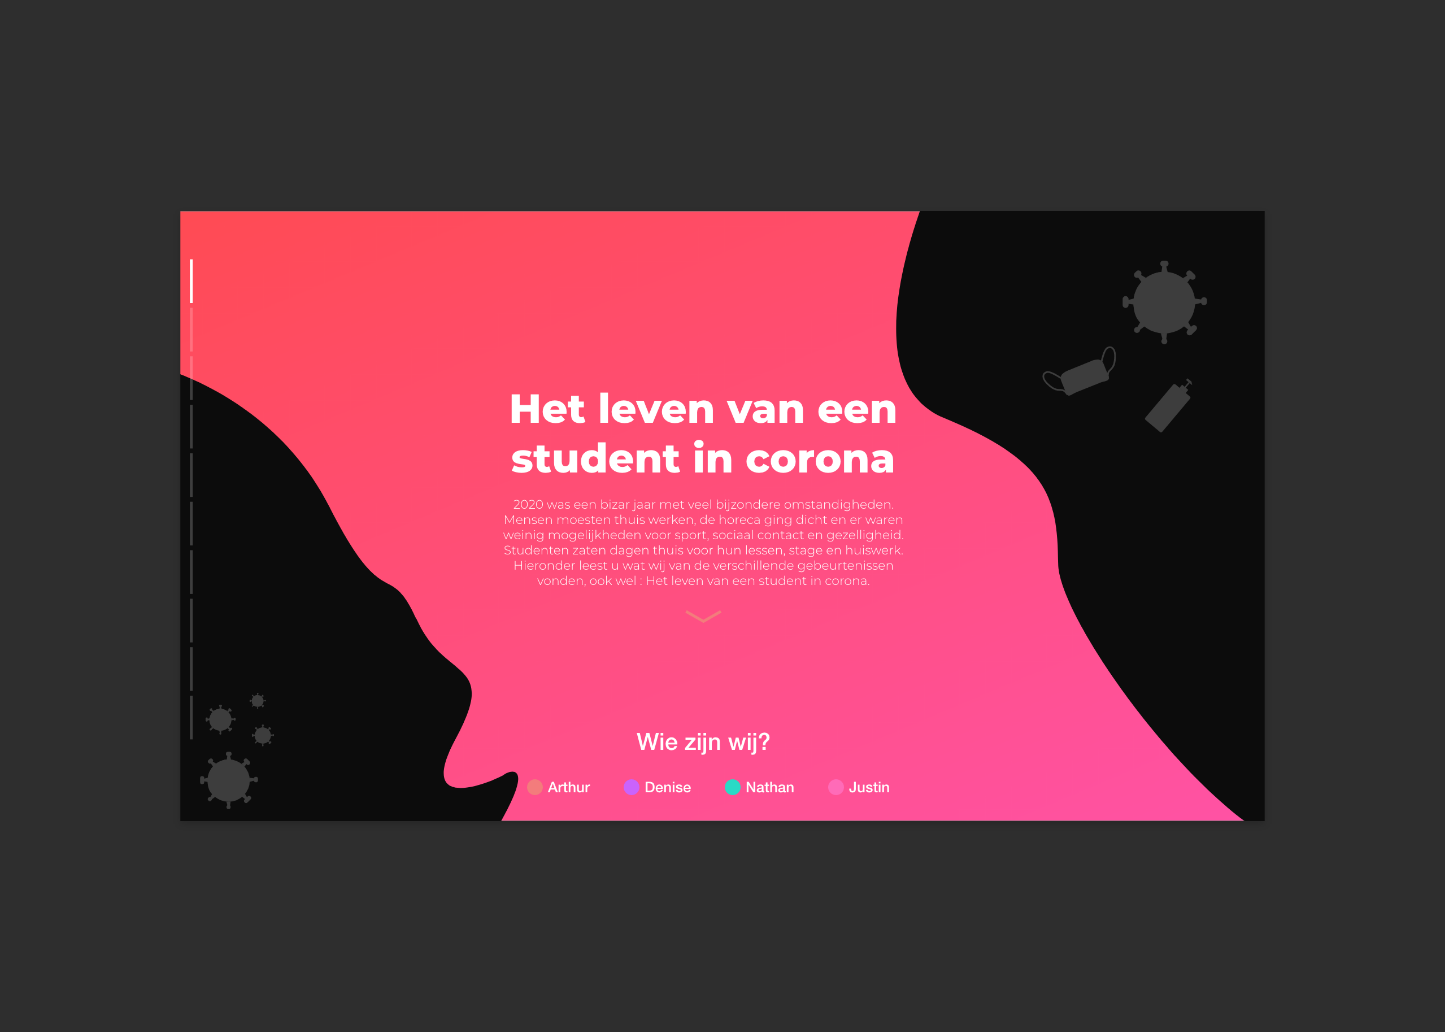 Het leven van een
student in corona
2020 was een bizar jaar met veel bijzondere omstandigheden.
Mensen moesten thuis werken, de horeca ging dicht en er waren
weinig mogelijkheden voor sport, sociaal contact en gezelligheid.
Studenten zaten dagen thuis voor hun lessen, stage en huiswerk.
Hieronder leest u wat wij van de verschillende gebeurtenissen
vonden, ook wel : Het leven van een student in corona.
Wie zijn wij?
Arthur Denise Nathan Justin